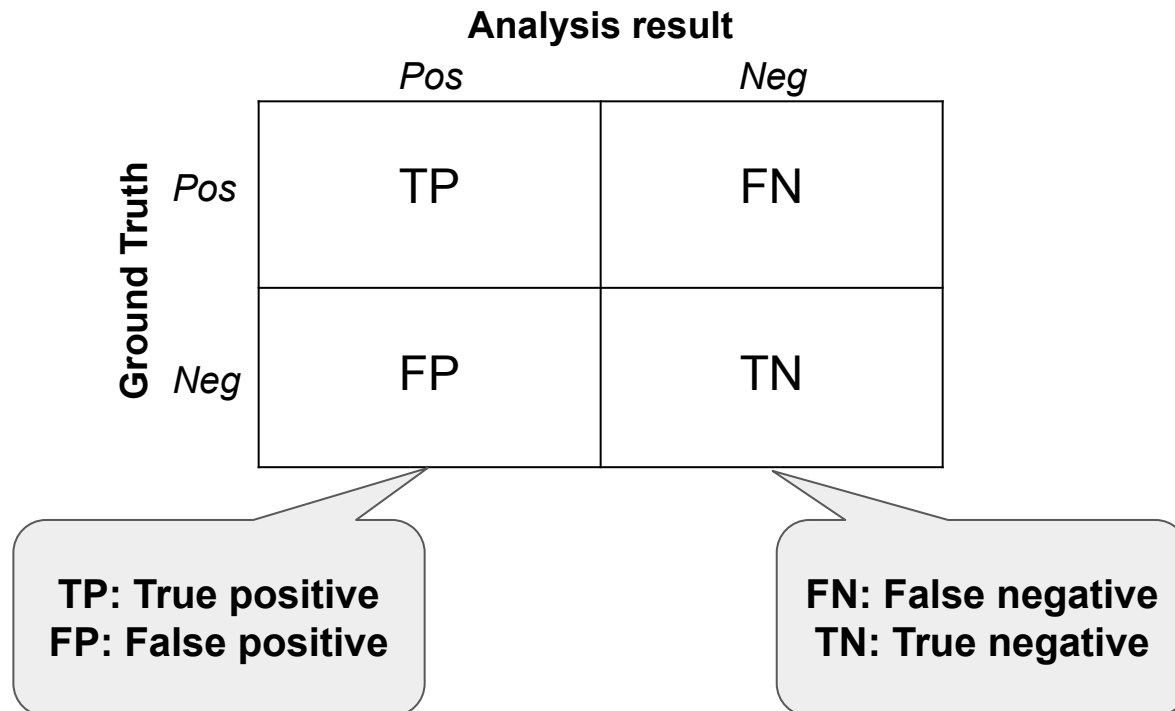 Analysis result
Pos Neg
Ground Truth
Pos TP FN
Neg FP TN
TP: True positive
FP: False positive
FN: False negative
TN: True negative